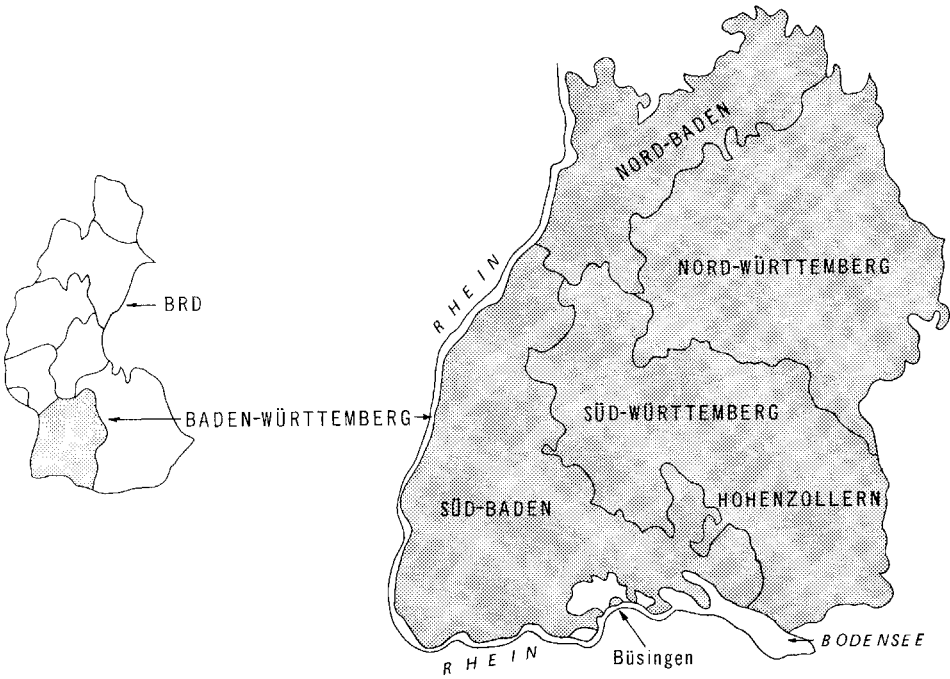 NORD-BADEN
RHEIN
NORD-WÜRTTEMBERG
BRD
BADEN-WÜRTTEMBERG
SÜD-WÜRTTEMBERG
SÜD-BADEN
HOHENZOLLERN
RHEIN
Büsingen
BODENSEE